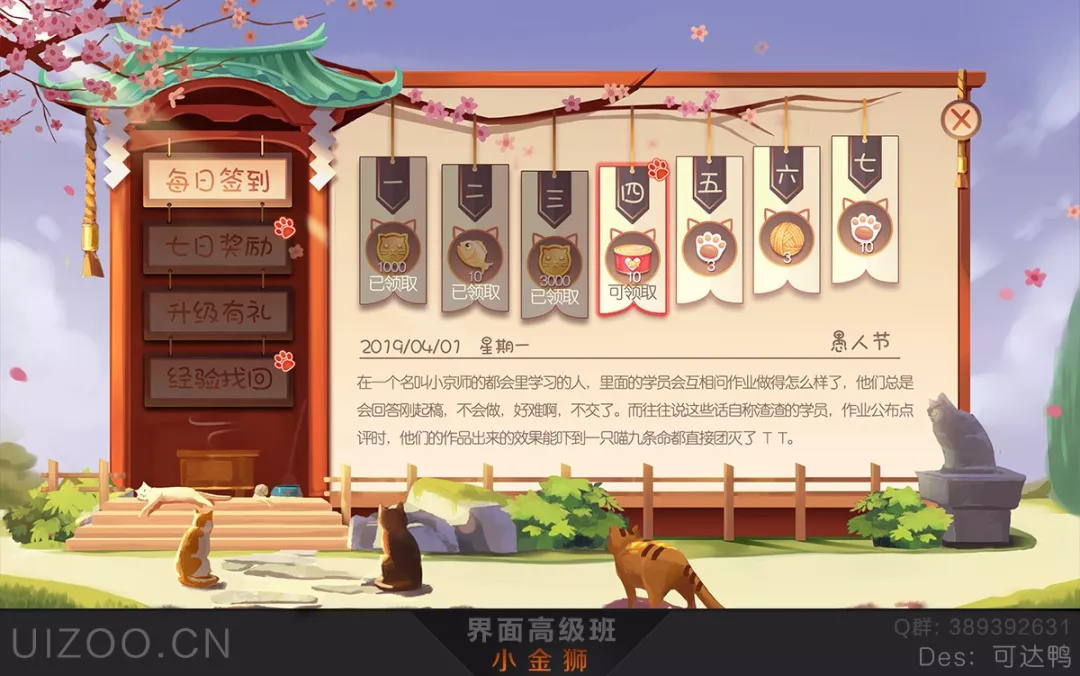 每日签到
七日奖励
升级有礼
经验找回
一
1000
已领取
二
10
已领取
三
3000
已领取
四
10
可领取
五
3
六
3
七
10
2019/04/01 星期一
愚人节
在一个名叫小京师的都会里学习的人，里面的学员会互相问作业做得怎么样了，他们总是
会回答刚起稿，不会做，好难啊，不交了。而往往说这些话自称渣渣的学员，作业公布点
评时，他们的作品出来的效果能吓到一只喵九条命都直接团灭了 T T。
UIZOO.CN
界面高级班
小金狮
Q群: 389392631
Des: 可达鸭